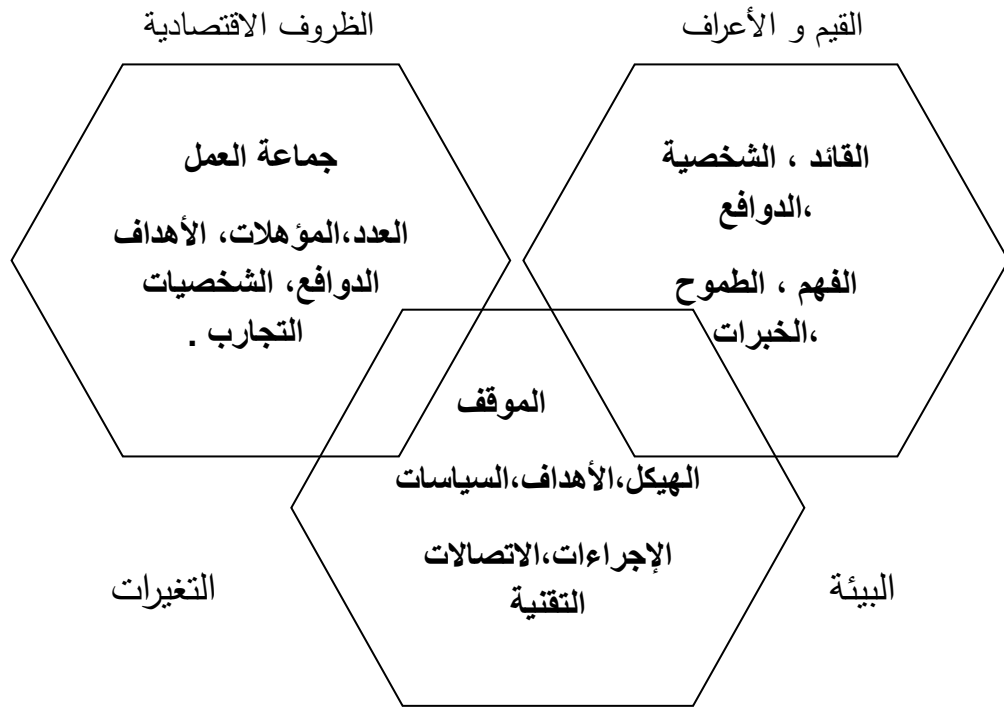 القيم و الأعراف
الظروف الاقتصادية
القائد ، الشخصية
،الدوافع
الفهم ، الطموح
،الخبرات
جماعة العمل
العدد،المؤهلات، الأهداف
الدوافع، الشخصيات
التجارب .
الموقف
الهيكل،الأهداف،السياسات
الإجراءات،الاتصالات
التقنية
البيئة
التغيرات